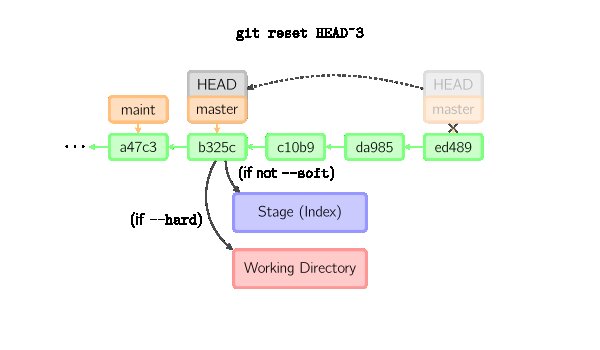 git reset HEAD~3
HEAD
HEAD
maint
master
master
... a47c3 b325c c10b9 da985 ed489
(if not --soft)
Stage (Index)
(if --hard)
Working Directory